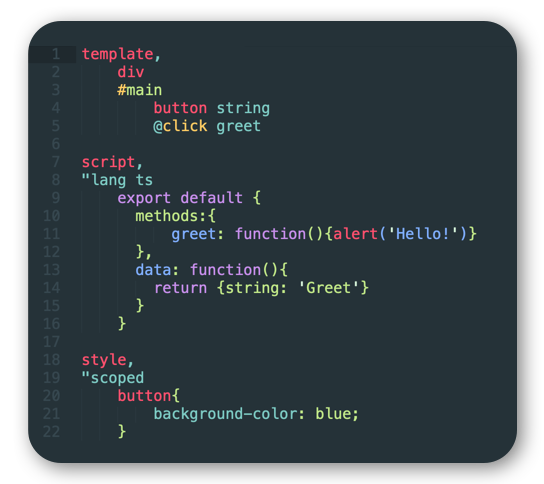 1 template,
2     div
3     #main
4         button string
5         @click greet
6
7 script,
8 "lang ts
9     export default {
10       methods:{
11           greet: function(){alert('Hello!')}
12       },
13       data: function(){
14         return {string: 'Greet'}
15       }
16     }
17
18 style,
19 "scoped
20     button{
21         background-color: blue;
22     }